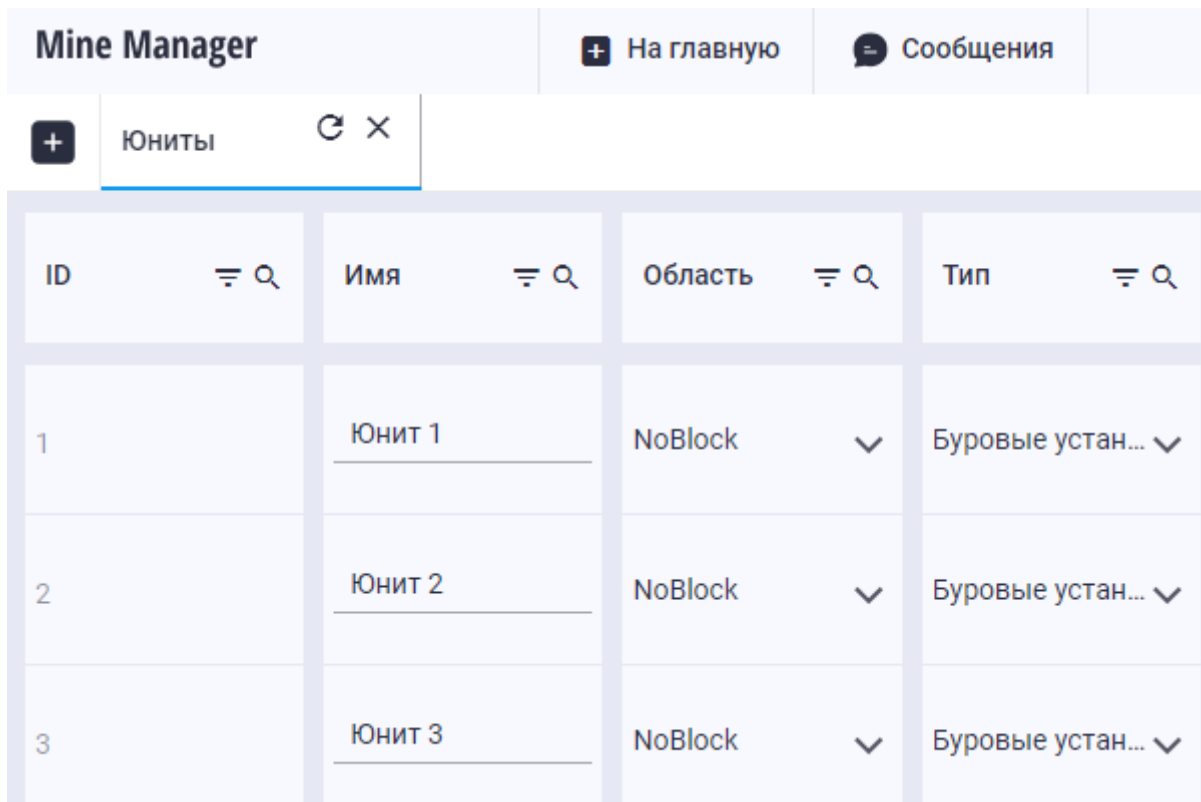 Mine Manager
На главную
Сообщения
Юниты
ID
Имя
Область
Тип
1
Юнит 1
NoBlock
Буровые устан...
2
Юнит 2
NoBlock
Буровые устан...
3
Юнит 3
NoBlock
Буровые устан...